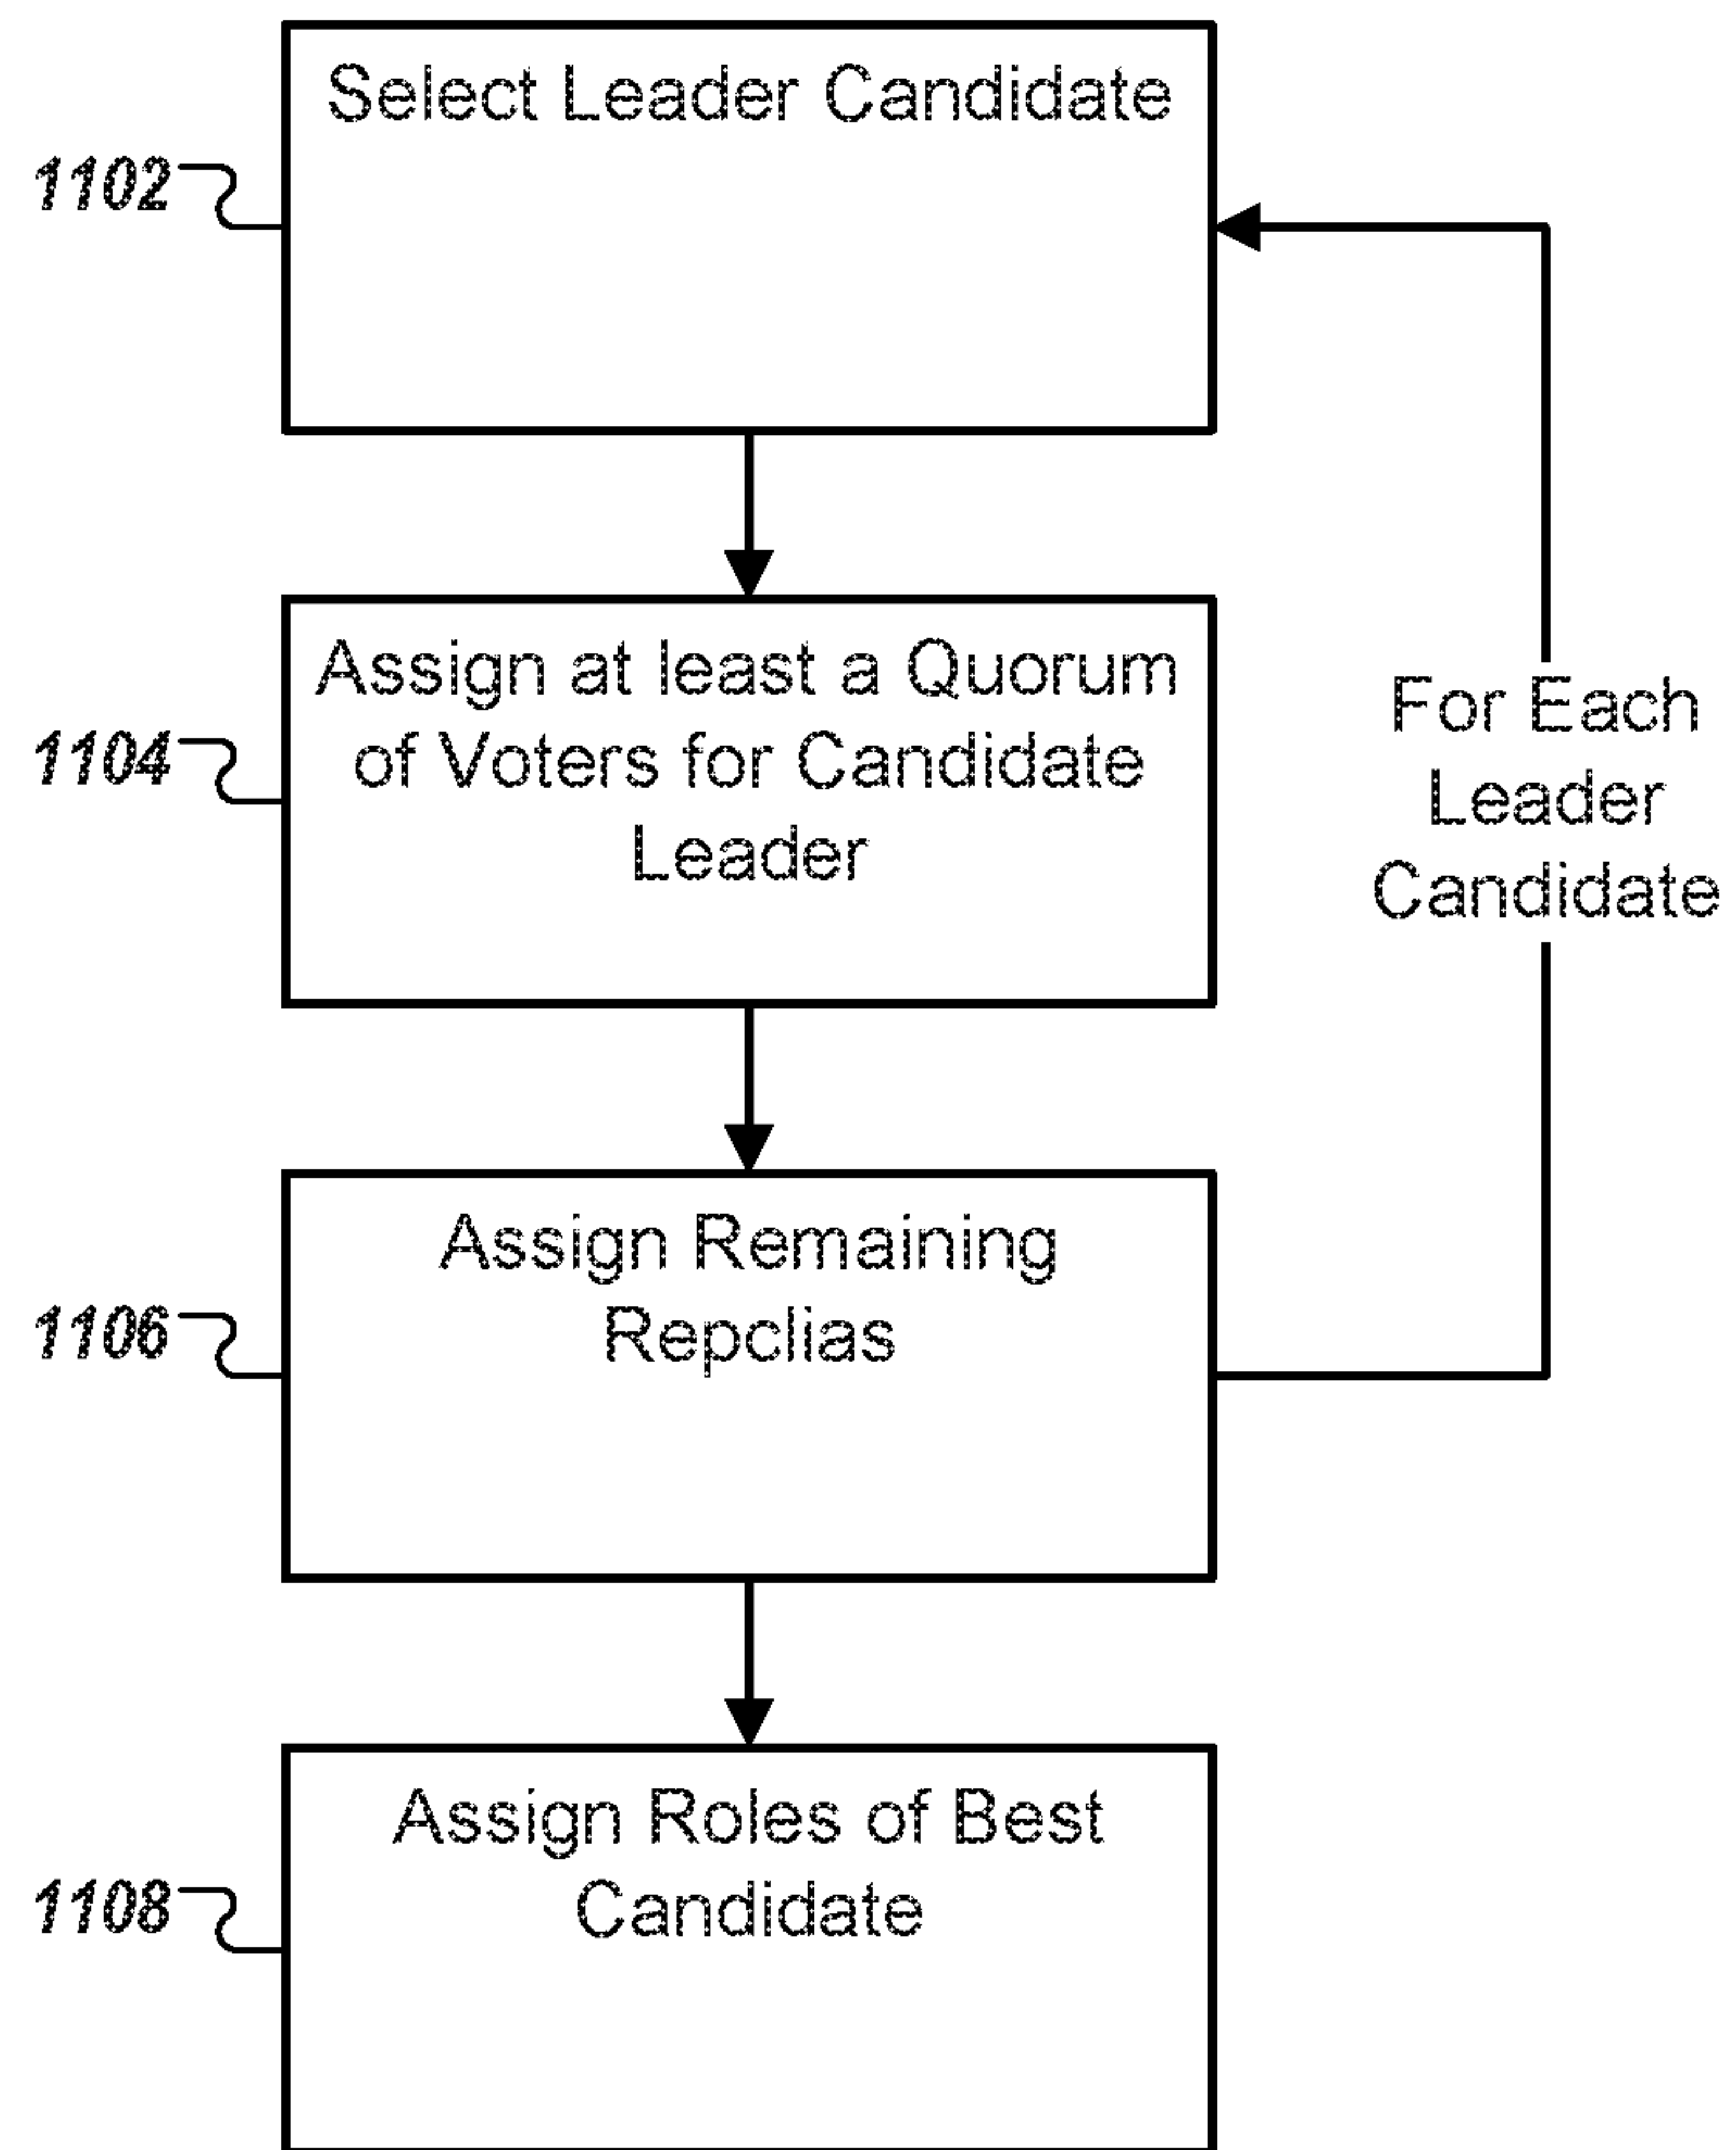 Select Leader Candidate
1102
Assign at least a Quorum
of Voters for Candidate
Leader
1104
For Each
Leader
Candidate
Assign Remaining
Repclias
1106
Assign Roles of Best
Candidate
1108